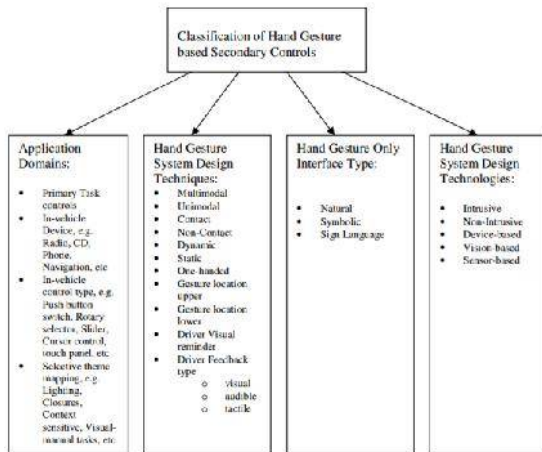 Classification of Hand Gesture
based Secondary Controls
Application
Domains:
Primary Task
controls
In-vehicle
Device, e.g.
Radio, CD,
Phone,
Navigation, etc
In-vehicle
control type, e.g.
Push button
switch, Rotary
selector, Slider,
Cursor control,
touch panel, etc
Selective theme
mapping, e.g.
Lighting,
Closures,
Context
sensitive, Visual-
manual tasks, etc
Hand Gesture
System Design
Techniques:
Multimodal
Unimodal
Contact
Non-Contact
Dynamic
Static
One-handed
Gesture location
upper
Gesture location
lower
Driver Visual
reminder
Driver Feedback
type
visual
audible
tactile
Hand Gesture Only
Interface Type:
Natural
Symbolic
Sign Language
Hand Gesture
System Design
Technologies:
Intrusive
Non-Intrusive
Device-based
Vision-based
Sensor-based